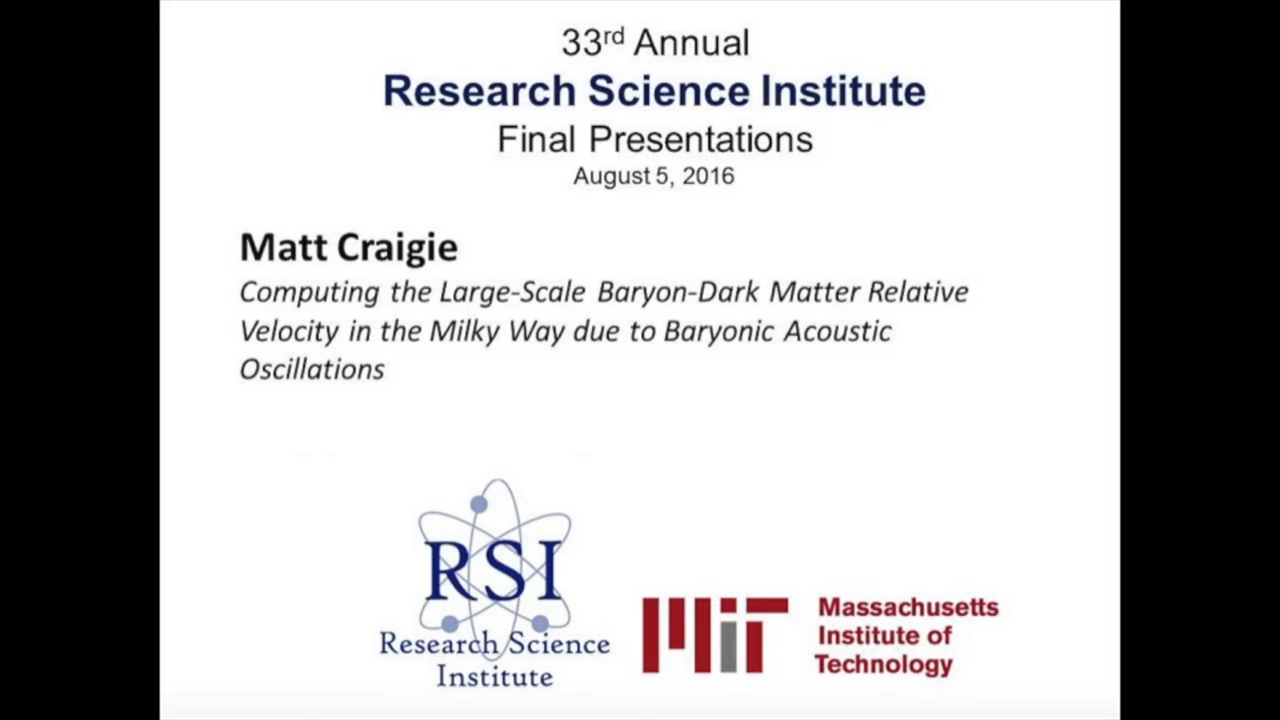 33rd Annual
Research Science Institute
Final Presentations
August 5, 2016
Matt Craigie
Computing the Large-Scale Baryon-Dark Matter Relative
Velocity in the Milky Way due to Baryonic Acoustic
Oscillations
RSI
Research Science
Institute
MIT
Massachusetts
Institute of
Technology